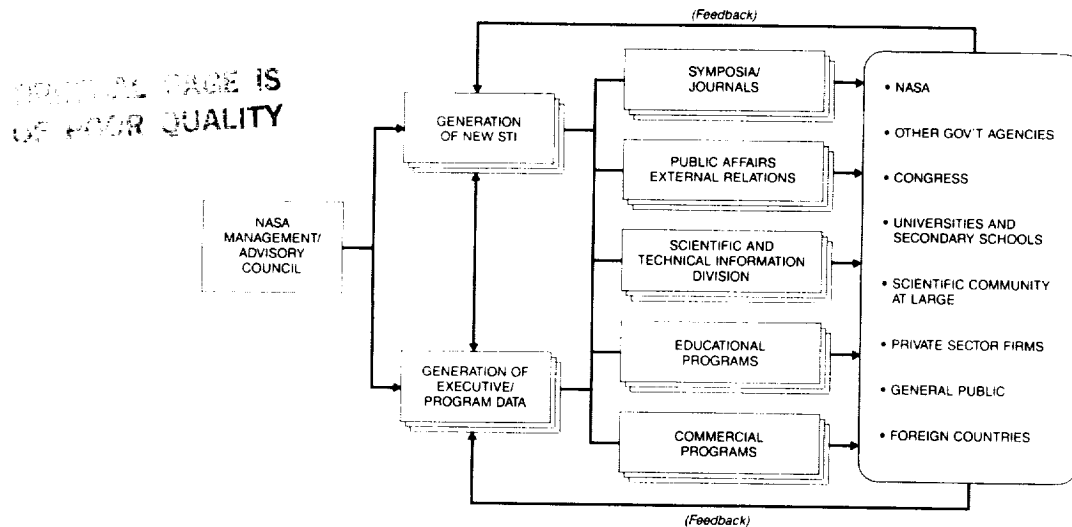 (Feedback)
PAGE IS
OF POOR QUALITY
SYMPOSIA/
JOURNALS
GENERATION
OF NEW STI
PUBLIC AFFAIRS
EXTERNAL RELATIONS
NASA
MANAGEMENT/
ADVISORY
COUNCIL
SCIENTIFIC AND
TECHNICAL INFORMATION
DIVISION
GENERATION OF
EXECUTIVE/
PROGRAM DATA
EDUCATIONAL
PROGRAMS
COMMERCIAL
PROGRAMS
• NASA
• OTHER GOV'T AGENCIES
• CONGRESS
• UNIVERSITIES AND
SECONDARY SCHOOLS
• SCIENTIFIC COMMUNITY
AT LARGE
• PRIVATE SECTOR FIRMS
• GENERAL PUBLIC
• FOREIGN COUNTRIES
(Feedback)